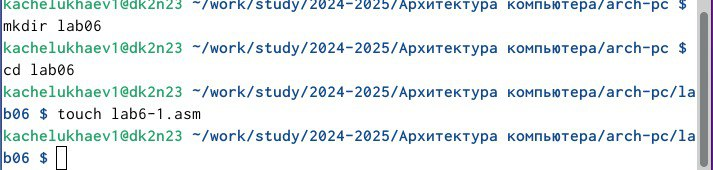 kachelukhaev1@dk2n23 ~/work/study/2024-2025/Архитектура компьютера/arch-pc $
mkdir lab06
kachelukhaev1@dk2n23 ~/work/study/2024-2025/Архитектура компьютера/arch-pc $
cd lab06
kachelukhaev1@dk2n23 ~/work/study/2024-2025/Архитектура компьютера/arch-pc/la
b06 $ touch lab6-1.asm
kachelukhaev1@dk2n23 ~/work/study/2024-2025/Архитектура компьютера/arch-pc/la
b06 $